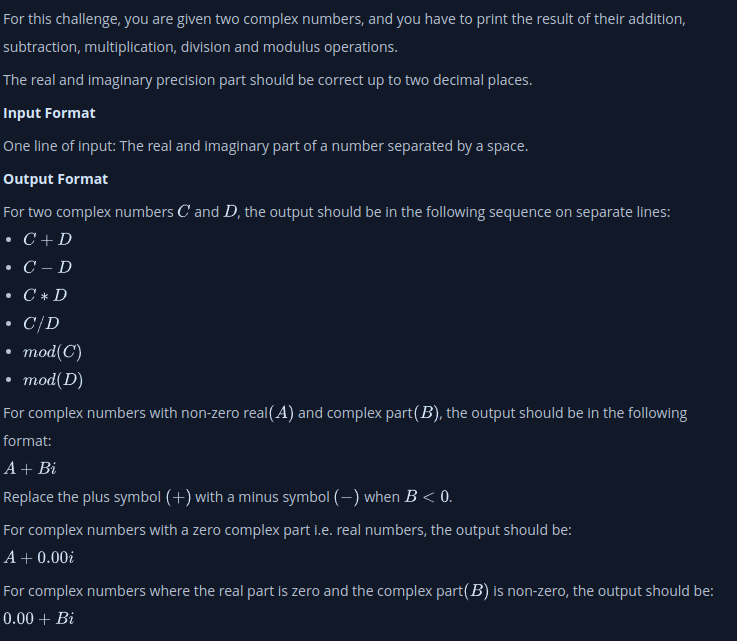 For this challenge, you are given two complex numbers, and you have to print the result of their addition,
subtraction, multiplication, division and modulus operations.
The real and imaginary precision part should be correct up to two decimal places.
Input Format
One line of input: The real and imaginary part of a number separated by a space.
Output Format
For two complex numbers C and D, the output should be in the following sequence on separate lines:
• C + D
• C − D
• C ∗ D
• C/D
• mod(C)
• mod(D)
For complex numbers with non-zero real(A) and complex part(B), the output should be in the following
format:
A + Bi
Replace the plus symbol (+) with a minus symbol (−) when B < 0.
For complex numbers with a zero complex part i.e. real numbers, the output should be:
A + 0.00i
For complex numbers where the real part is zero and the complex part(B) is non-zero, the output should be:
0.00 + Bi